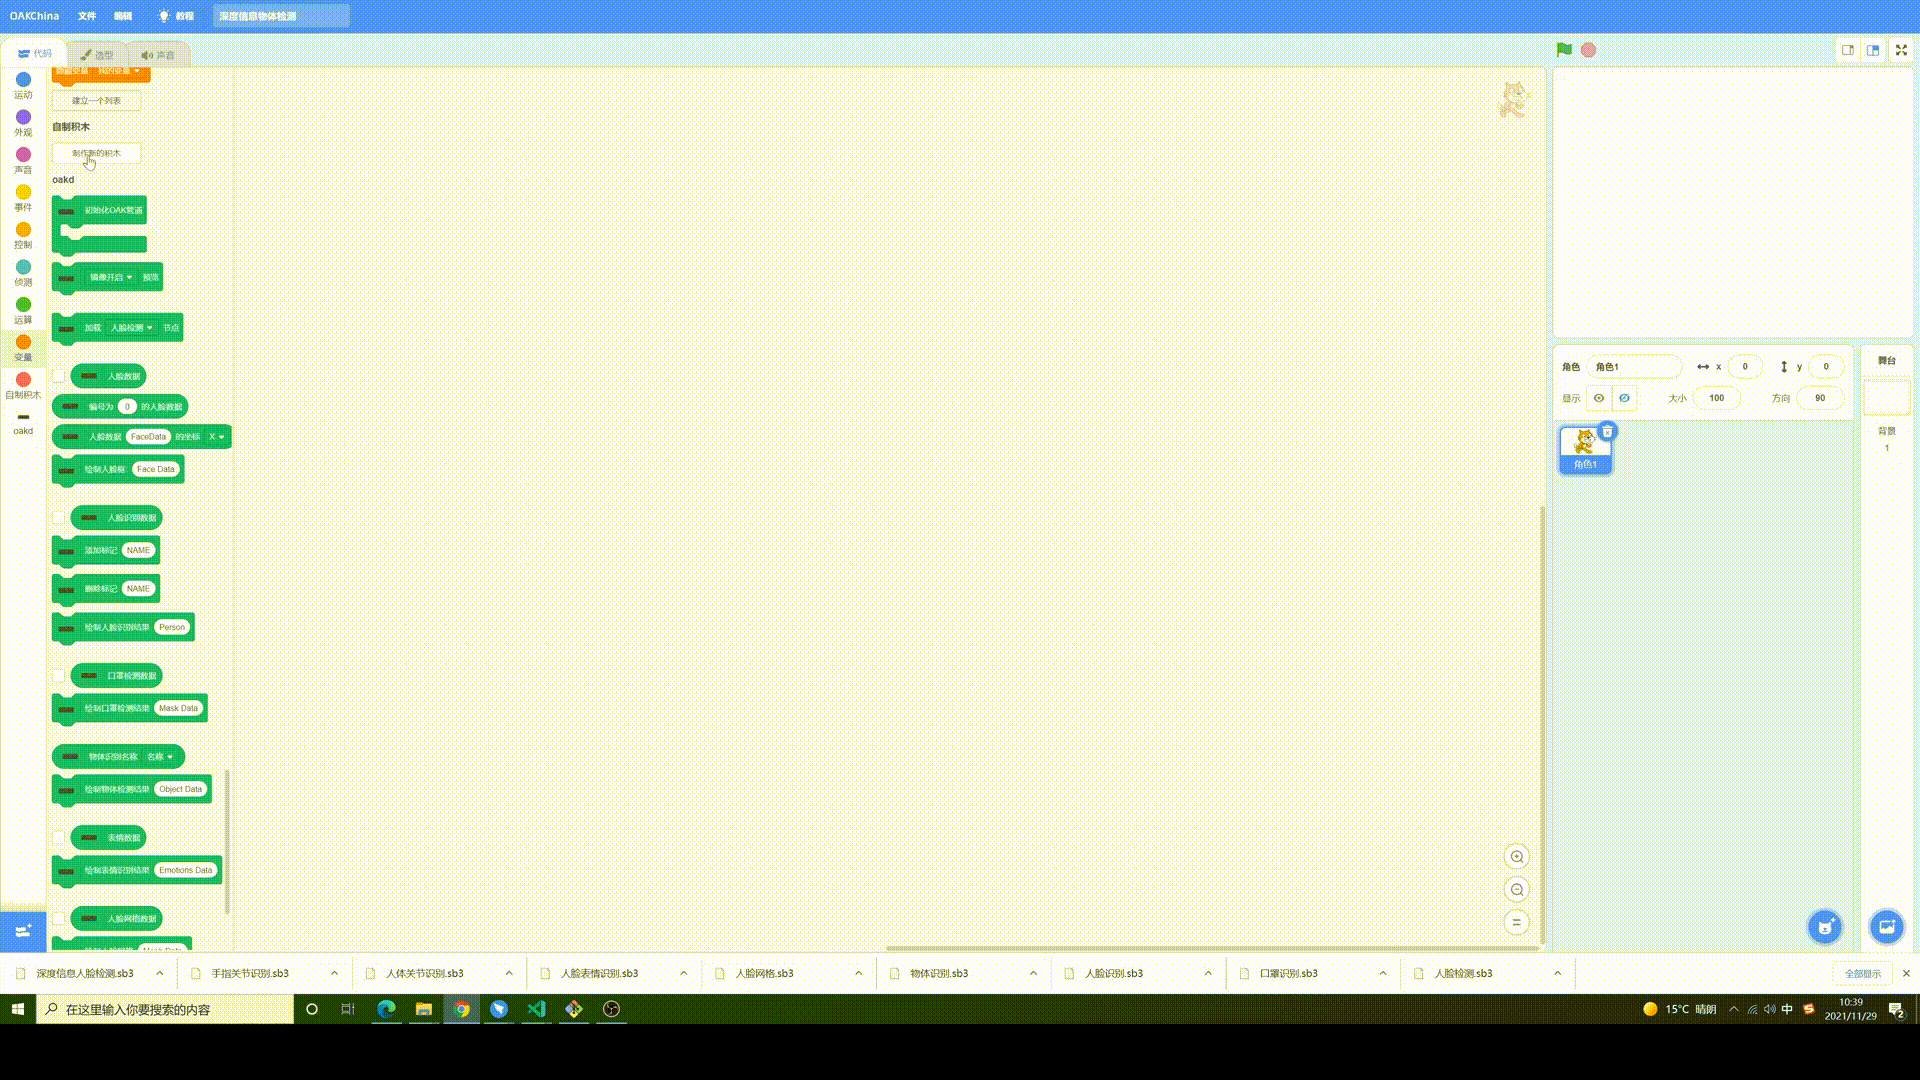 OAKChina 文件 编辑 教程 深度信息物体检测
代码 造型 声音
运动
外观
声音
事件
控制
侦测
运算
变量
自制积木
oakd
隐藏变量 我的变量
建立一个列表
自制积木
制作新的积木
oakd
初始化OAK管道
镜像开启 预览
加载 人脸检测 节点
人脸数据
编号为 0 的人脸数据
人脸数据 FaceData 的坐标 X
绘制人脸框 Face Data
人脸识别数据
添加标记 NAME
删除标记 NAME
绘制人脸识别结果 Person
口罩检测数据
绘制口罩检测结果 Mask Data
物体识别名称 名称
绘制物体检测结果 Object Data
表情数据
绘制表情识别结果 Emotions Data
人脸网格数据
角色 角色1 x 0 y 0
显示 大小 100 方向 90
角色1
舞台
背景
1
深度信息人脸检测.sb3 手指关节识别.sb3 人体关节识别.sb3 人脸表情识别.sb3 人脸网格.sb3 物体识别.sb3 人脸识别.sb3 口罩识别.sb3 人脸检测.sb3 全部显示
在这里输入你要搜索的内容
15°C 晴朗 中 10:39
2021/11/29
2